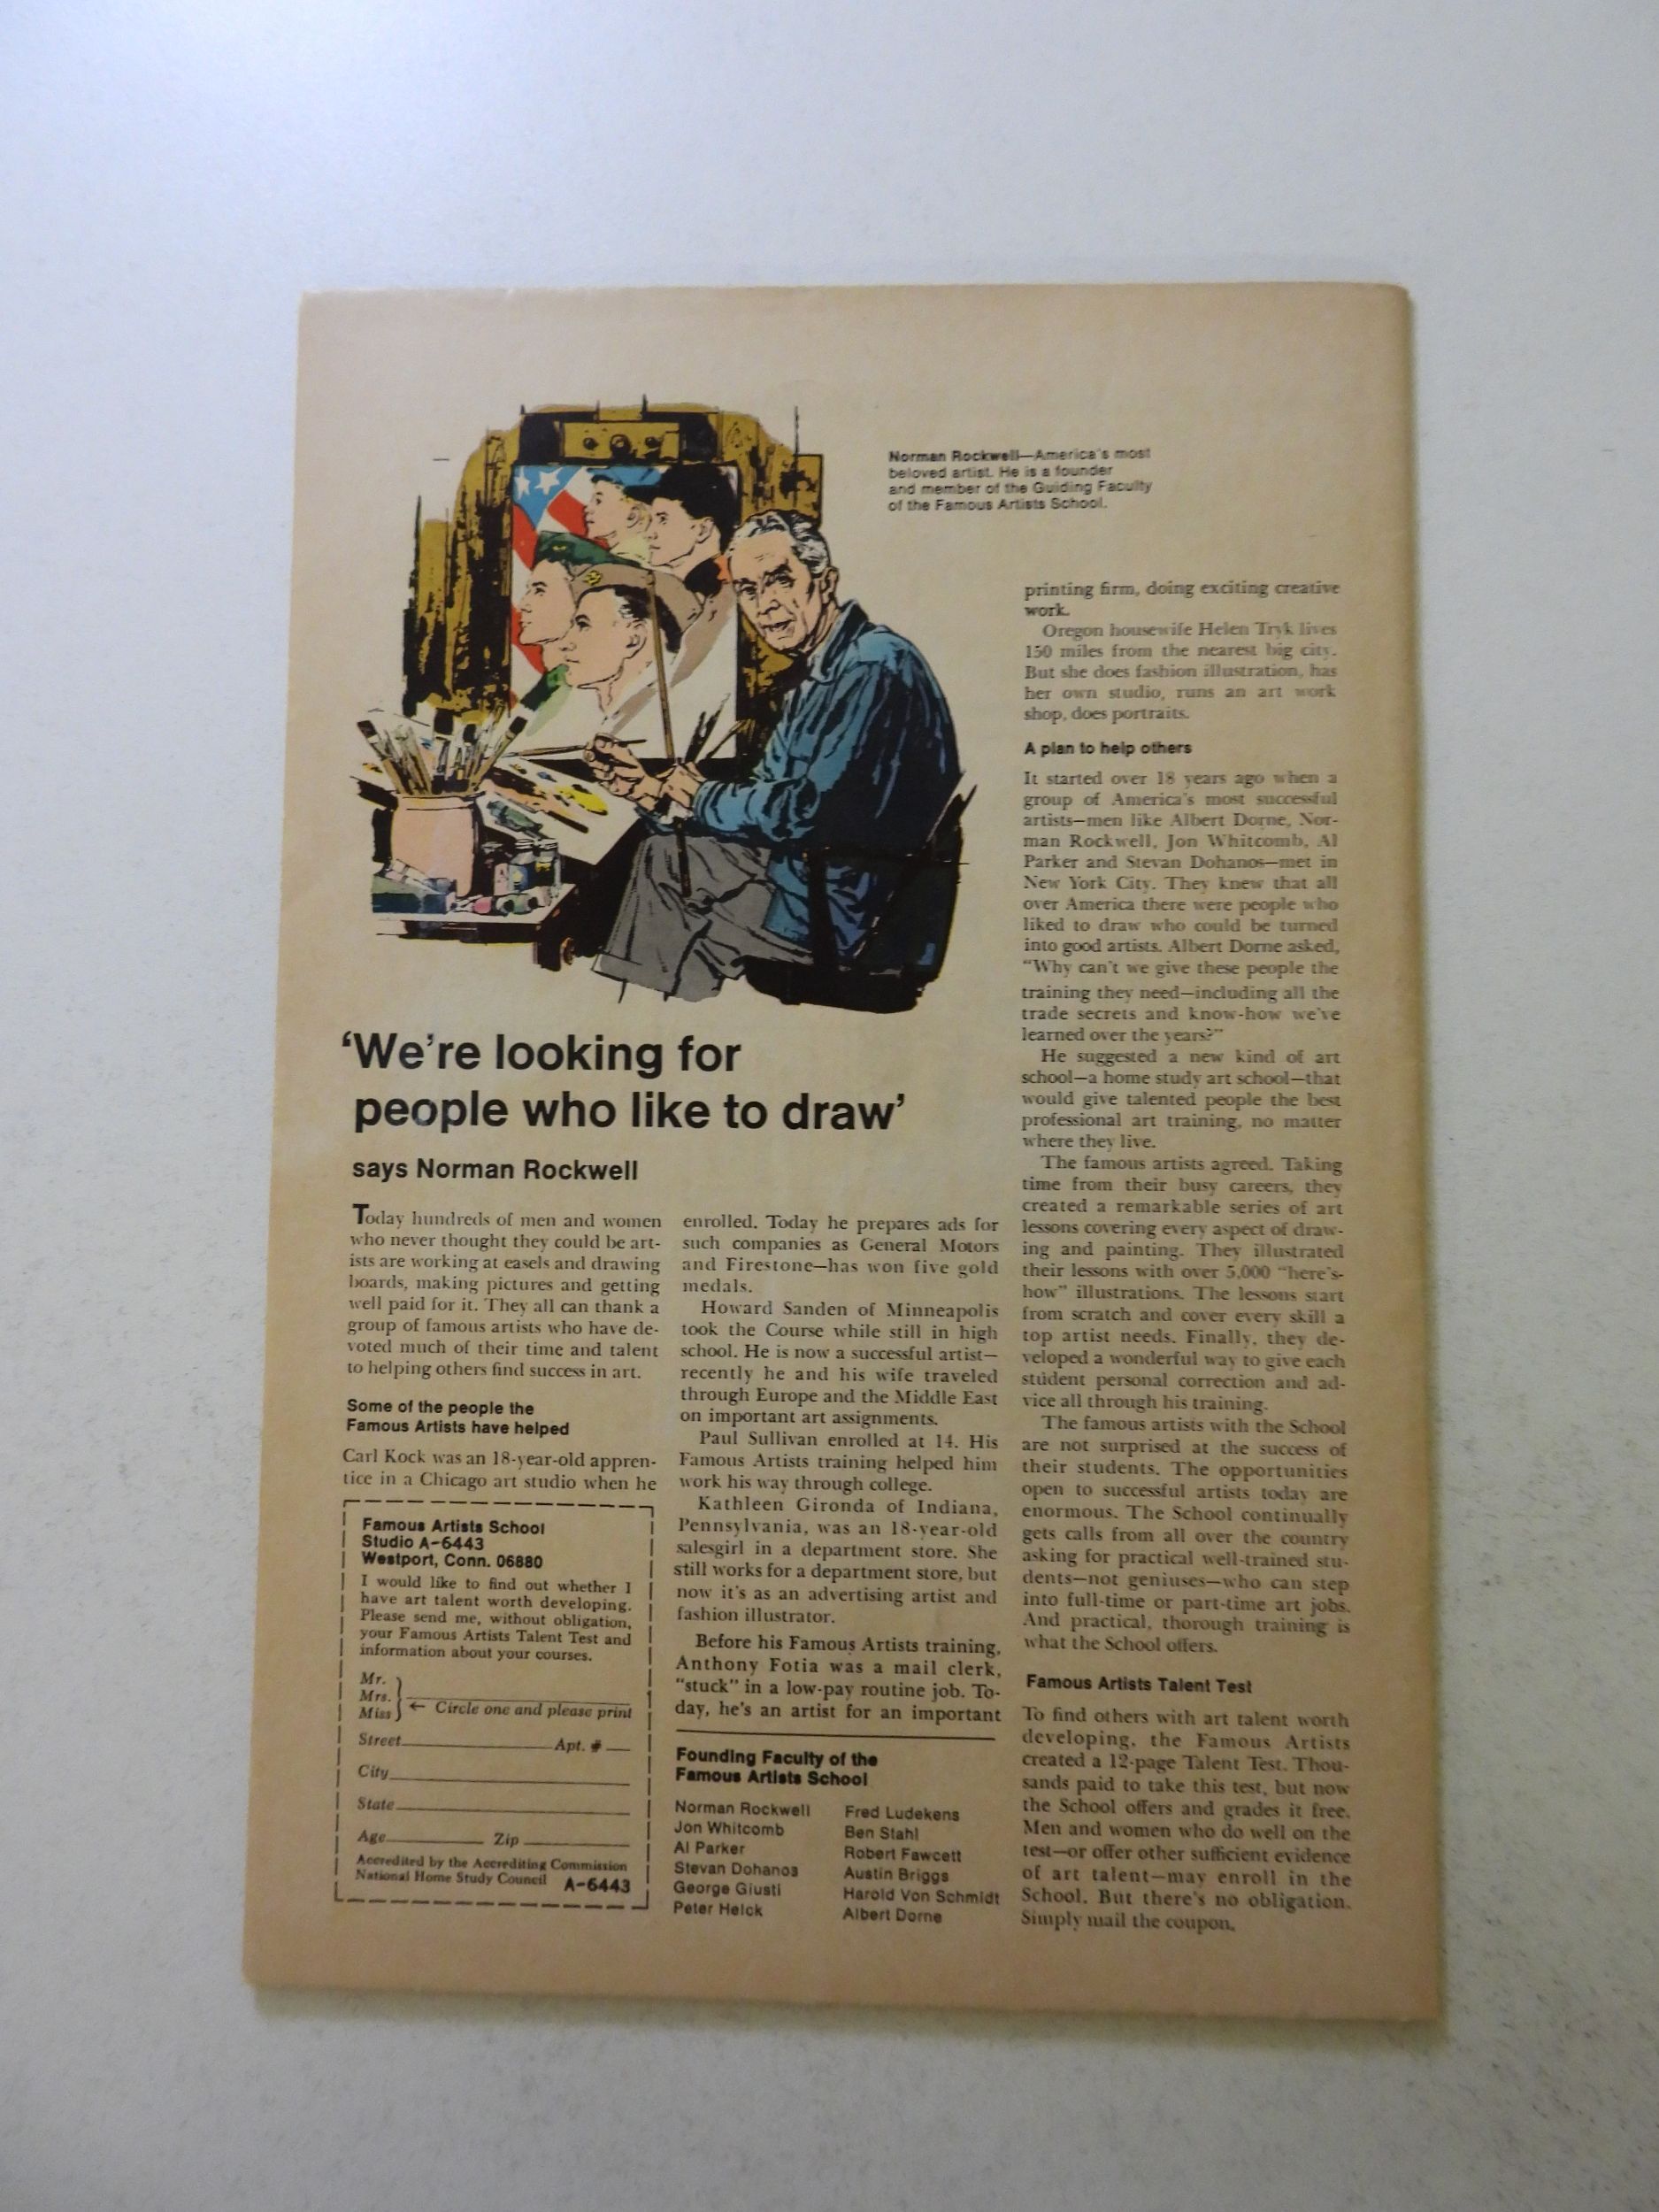 Norman Rockwell—America's most
beloved artist. He is a founder
and member of the Guiding Faculty
of the Famous Artists School.
'We're looking for
people who like to draw'
says Norman Rockwell
Today hundreds of men and women
who never thought they could be art-
ists are working at easels and drawing
boards, making pictures and getting
well paid for it. They all can thank a
group of famous artists who have de-
voted much of their time and talent
to helping others find success in art.
Some of the people the
Famous Artists have helped
Carl Kock was an 18-year-old appren-
tice in a Chicago art studio when he
enrolled. Today he prepares ads for
such companies as General Motors
and Firestone—has won five gold
medals.
Howard Sanden of Minneapolis
took the Course while still in high
school. He is now a successful artist—
recently he and his wife traveled
through Europe and the Middle East
on important art assignments.
Paul Sullivan enrolled at 14. His
Famous Artists training helped him
work his way through college.
Kathleen Gironda of Indiana,
Pennsylvania, was an 18-year-old
salesgirl in a department store. She
still works for a department store, but
now it's as an advertising artist and
fashion illustrator.
Before his Famous Artists training,
Anthony Fotia was a mail clerk,
"stuck" in a low-pay routine job. To-
day, he's an artist for an important
printing firm, doing exciting creative
work.
Oregon housewife Helen Tryk lives
150 miles from the nearest big city.
But she does fashion illustration, has
her own studio, runs an art work
shop, does portraits.
A plan to help others
It started over 18 years ago when a
group of America's most successful
artists—men like Albert Dorne, Nor-
man Rockwell, Jon Whitcomb, Al
Parker and Stevan Dohanos—met in
New York City. They knew that all
over America there were people who
liked to draw who could be turned
into good artists. Albert Dorne asked,
"Why can't we give these people the
training they need—including all the
trade secrets and know-how we've
learned over the years?"
He suggested a new kind of art
school—a home study art school—that
would give talented people the best
professional art training, no matter
where they live.
The famous artists agreed. Taking
time from their busy careers, they
created a remarkable series of art
lessons covering every aspect of draw-
ing and painting. They illustrated
their lessons with over 5,000 "here's-
how" illustrations. The lessons start
from scratch and cover every skill a
top artist needs. Finally, they de-
veloped a wonderful way to give each
student personal correction and ad-
vice all through his training.
The famous artists with the School
are not surprised at the success of
their students. The opportunities
open to successful artists today are
enormous. The School continually
gets calls from all over the country
asking for practical well-trained stu-
dents—not geniuses—who can step
into full-time or part-time art jobs.
And practical, thorough training is
what the School offers.
Famous Artists Talent Test
To find others with art talent worth
developing, the Famous Artists
created a 12-page Talent Test. Thou-
sands paid to take this test, but now
the School offers and grades it free.
Men and women who do well on the
test—or offer other sufficient evidence
of art talent—may enroll in the
School. But there's no obligation.
Simply mail the coupon.
Famous Artists School
Studio A-6443
Westport, Conn. 06880
I would like to find out whether I
have art talent worth developing.
Please send me, without obligation,
your Famous Artists Talent Test and
information about your courses.
Mr.
Mrs.
Miss
← Circle one and please print
Street Apt. #
City
State
Age Zip
Accredited by the Accrediting Commission
National Home Study Council A-6443
Founding Faculty of the
Famous Artists School
Norman Rockwell
Jon Whitcomb
Al Parker
Stevan Dohanos
George Giusti
Peter Helck
Fred Ludekens
Ben Stahl
Robert Fawcett
Austin Briggs
Harold Von Schmidt
Albert Dorne